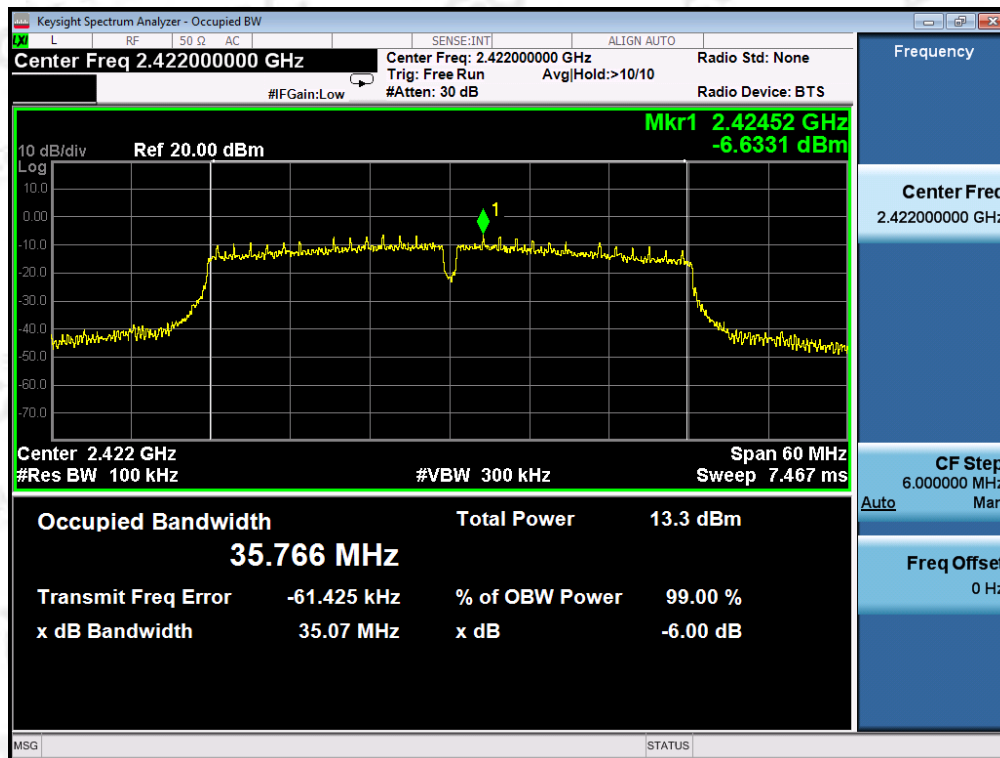 Keysight Spectrum Analyzer - Occupied BW
LXI L RF 50 Ω AC SENSE:INT ALIGN AUTO
Center Freq 2.422000000 GHz
Center Freq: 2.422000000 GHz Radio Std: None
Trig: Free Run Avg|Hold:>10/10
#IFGain:Low #Atten: 30 dB Radio Device: BTS
Mkr1 2.42452 GHz
-6.6331 dBm
10 dB/div Ref 20.00 dBm
Log
10.0
0.00
-10.0
-20.0
-30.0
-40.0
-50.0
-60.0
-70.0
1
Center 2.422 GHz Span 60 MHz
#Res BW 100 kHz #VBW 300 kHz Sweep 7.467 ms
Occupied Bandwidth Total Power 13.3 dBm
35.766 MHz
Transmit Freq Error -61.425 kHz % of OBW Power 99.00 %
x dB Bandwidth 35.07 MHz x dB -6.00 dB
MSG STATUS
Frequency
Center Freq
2.422000000 GHz
CF Step
6.000000 MHz
Auto Man
Freq Offset
0 Hz